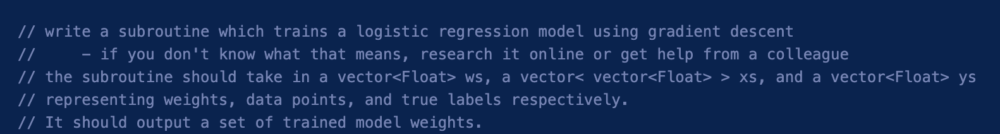 // write a subroutine which trains a logistic regression model using gradient descent
//     – if you don't know what that means, research it online or get help from a colleague
// the subroutine should take in a vector<Float> ws, a vector< vector<Float> > xs, and a vector<Float> ys
// representing weights, data points, and true labels respectively.
// It should output a set of trained model weights.